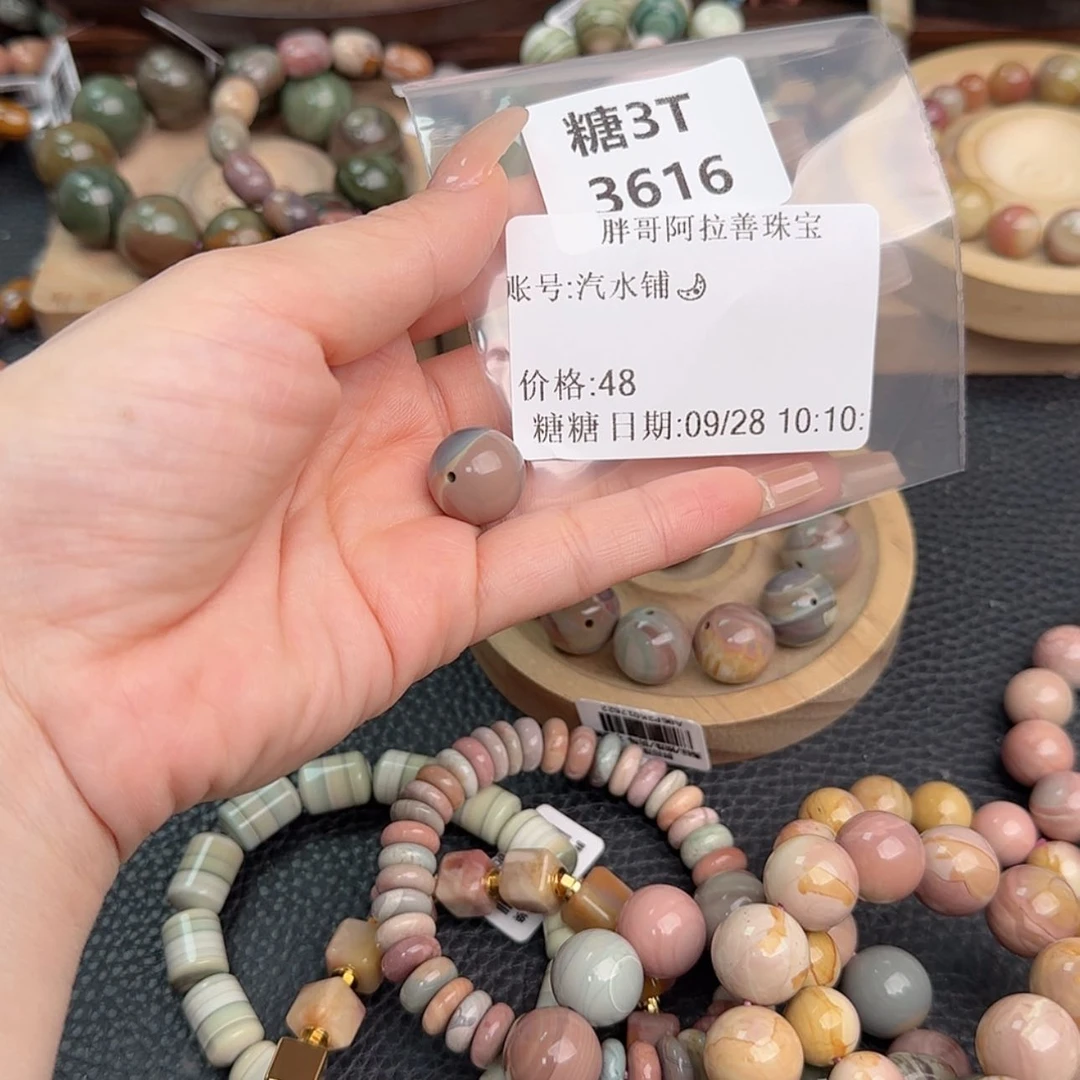 糖3T
3616
胖哥阿拉善珠宝
账号:汽水铺🌙
价格:48
糖糖 日期:09/28 10:10: